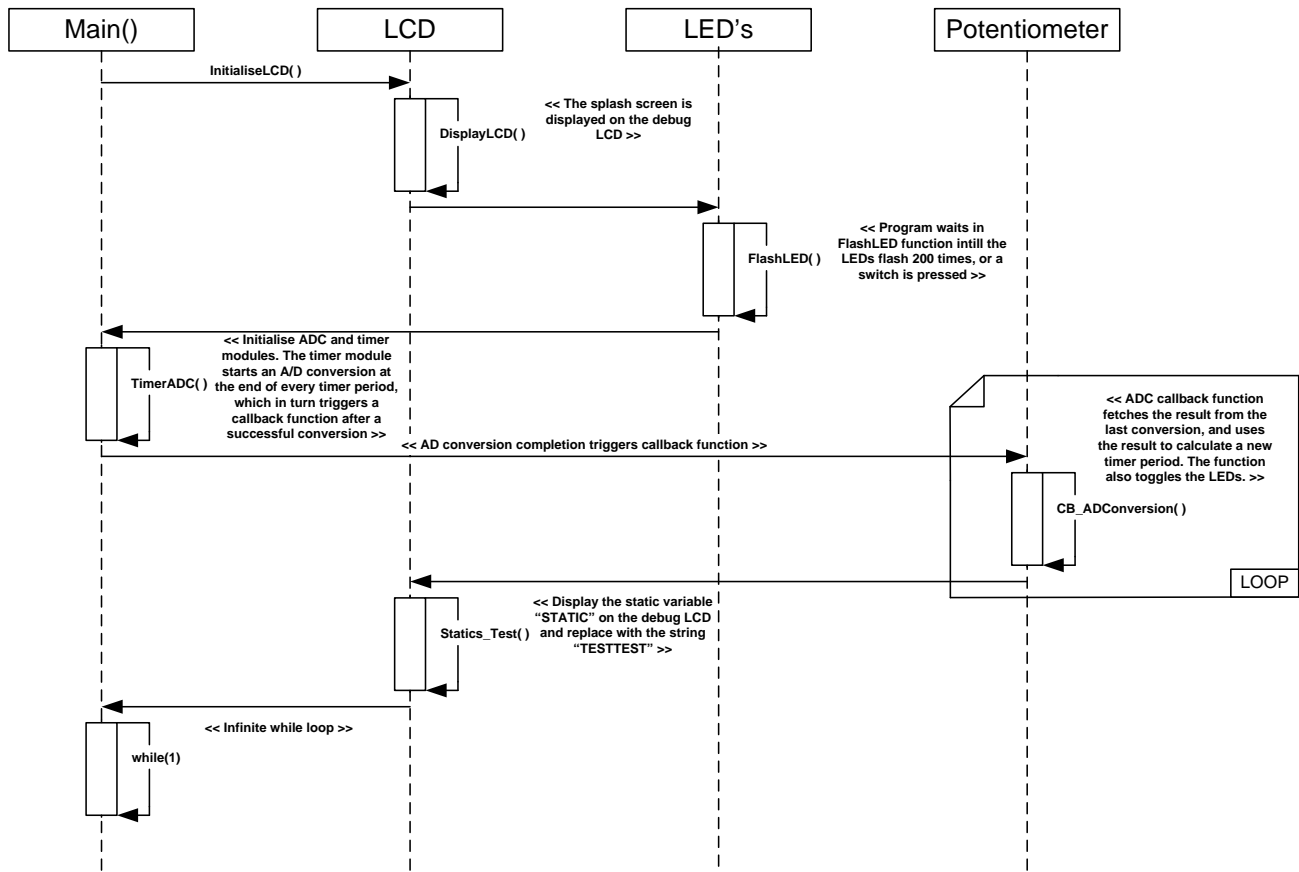 Main()
LCD
LED's
Potentiometer
InitialiseLCD( )
DisplayLCD( )
<< The splash screen is
displayed on the debug
LCD >>
FlashLED( )
<< Program waits in
FlashLED function intill the
LEDs flash 200 times, or a
switch is pressed >>
TimerADC( )
<< Initialise ADC and timer
modules. The timer module
starts an A/D conversion at
the end of every timer period,
which in turn triggers a
callback function after a
successful conversion >>
<< AD conversion completion triggers callback function >>
<< ADC callback function
fetches the result from the
last conversion, and uses
the result to calculate a new
timer period. The function
also toggles the LEDs. >>
CB_ADConversion( )
LOOP
Statics_Test( )
<< Display the static variable
“STATIC” on the debug LCD
and replace with the string
“TESTTEST” >>
<< Infinite while loop >>
while(1)